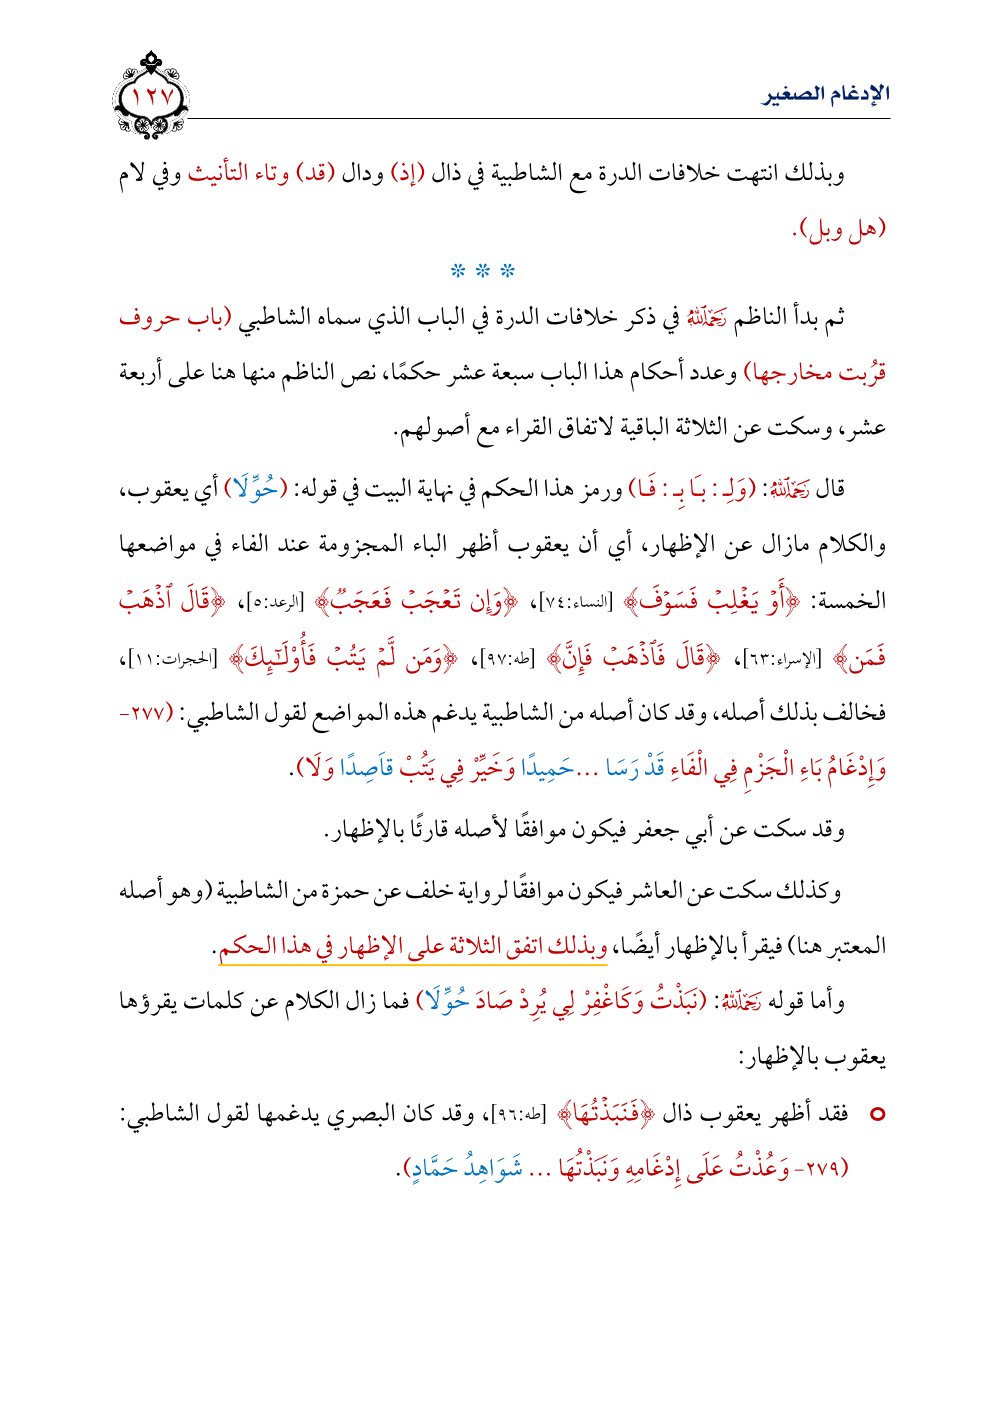 الإدغام الصغير
١٢٧
وبذلك انتهت خلافات الدرة مع الشاطبية في ذال (إذ) ودال (قد) وتاء التأنيث وفي لام
(هل وبل).
* * *
ثم بدأ الناظم رَحِمَهُ ٱللَّهُ في ذكر خلافات الدرة في الباب الذي سماه الشاطبي (باب حروف
قرُبت مخارجها) وعدد أحكام هذا الباب سبعة عشر حكمًا، نص الناظم منها هنا على أربعة
عشر، وسكت عن الثلاثة الباقية لاتفاق القراء مع أصولهم.
قال رَحِمَهُ ٱللَّهُ: (وَلِـ : بَـا بِـ : فَـا) ورمز هذا الحكم في نهاية البيت في قوله: (حُوِّلَا) أي يعقوب،
والكلام مازال عن الإظهار، أي أن يعقوب أظهر الباء المجزومة عند الفاء في مواضعها
الخمسة: ﴿أَوۡ يَغۡلِبۡ فَسَوۡفَ﴾ [النساء:٧٤]، ﴿وَإِن تَعۡجَبۡ فَعَجَبٞ﴾ [الرعد:٥]، ﴿قَالَ ٱذۡهَبۡ
فَمَن﴾ [الإسراء:٦٣]، ﴿قَالَ فَٱذۡهَبۡ فَإِنَّ﴾ [طه:٩٧]، ﴿وَمَن لَّمۡ يَتُبۡ فَأُوْلَٰٓئِكَ﴾ [الحجرات:١١]،
فخالف بذلك أصله، وقد كان أصله من الشاطبية يدغم هذه المواضع لقول الشاطبي: (٢٧٧-
وَإِدْغَامُ بَاءِ الْجَزْمِ فِي الْفَاءِ قَدْ رَسَا ...حَمِيدًا وَخَيِّرْ فِي يَتُبْ قاَصِدًا وَلَا).
وقد سكت عن أبي جعفر فيكون موافقًا لأصله قارئًا بالإظهار.
وكذلك سكت عن العاشر فيكون موافقًا لرواية خلف عن حمزة من الشاطبية (وهو أصله
المعتبر هنا) فيقرأ بالإظهار أيضًا، وبذلك اتفق الثلاثة على الإظهار في هذا الحكم.
وأما قوله رَحِمَهُ ٱللَّهُ: (نَبَذْتُ وَكَاغْفِرْ لِي يُرِدْ صَادَ حُوِّلَا) فما زال الكلام عن كلمات يقرؤها
يعقوب بالإظهار:
فقد أظهر يعقوب ذال ﴿فَنَبَذۡتُهَا﴾ [طه:٩٦]، وقد كان البصري يدغمها لقول الشاطبي:
(٢٧٩- وَعُذْتُ عَلَى إِدْغَامِهِ وَنَبَذْتُهَا ... شَوَاهِدُ حَمَّادٍ).